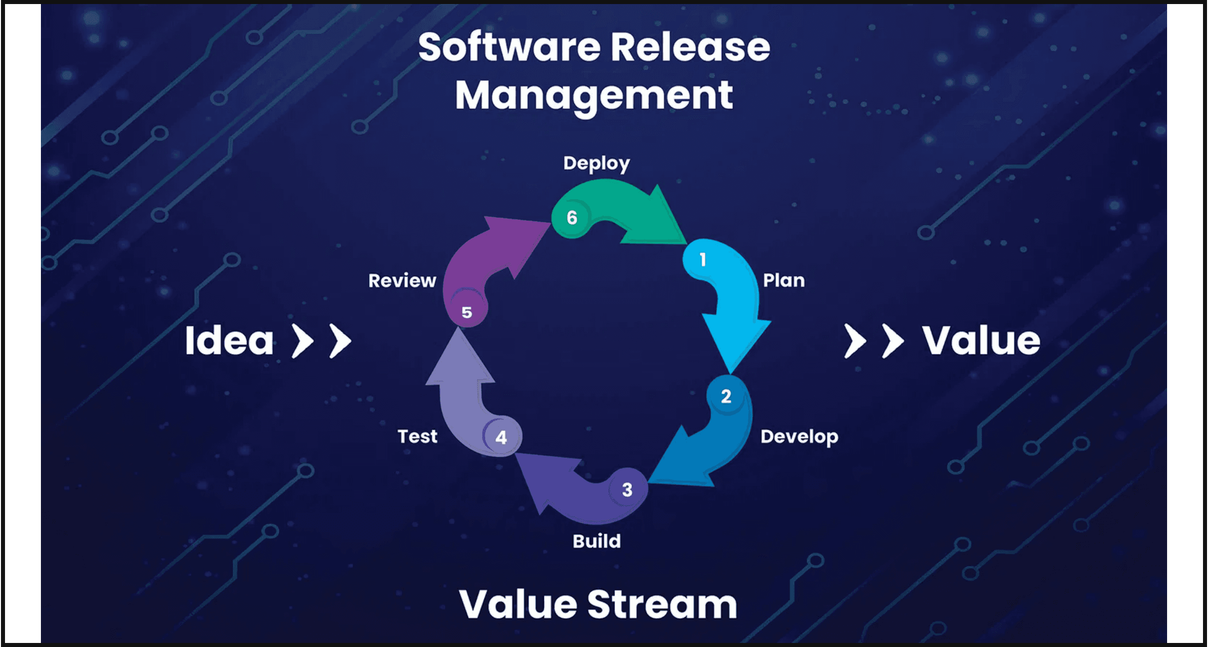 Software Release
Management
Deploy
6
1
Plan
Review
5
Idea
Value
2
Develop
Test
4
3
Build
Value Stream